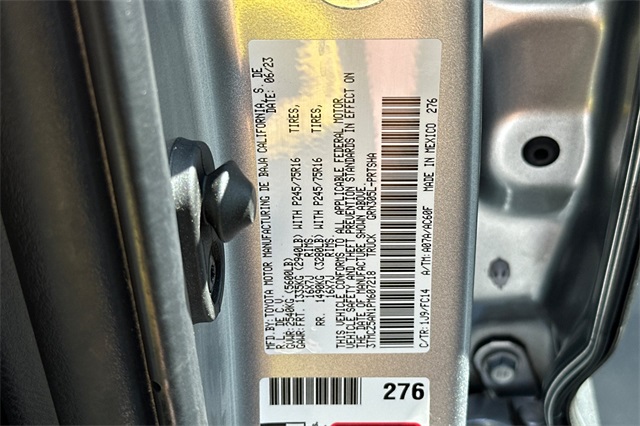 MFD.BY:TOYOTA MOTOR MANUFACTURING DE BAJA CALIFORNIA, S. DE
R.L. DE C.V. DATE: 06/23
GVWR:2540KG (5600LB)
GAWR:FRT. 1335KG (2940LB) WITH P245/75R16 TIRES,
16X7J RIMS
RR. 1490KG (3280LB) WITH P245/75R16 TIRES,
16X7J RIMS
THIS VEHICLE CONFORMS TO ALL APPLICABLE FEDERAL MOTOR
VEHICLE SAFETY AND THEFT PREVENTION STANDARDS IN EFFECT ON
THE DATE OF MANUFACTURE SHOWN ABOVE.
3TMCZ5AN1PM607218 TRUCK GRN305L-PRTSHA
C/TR:1J9/FC14 A/TM:A07A/AC60F MADE IN MEXICO 276
276